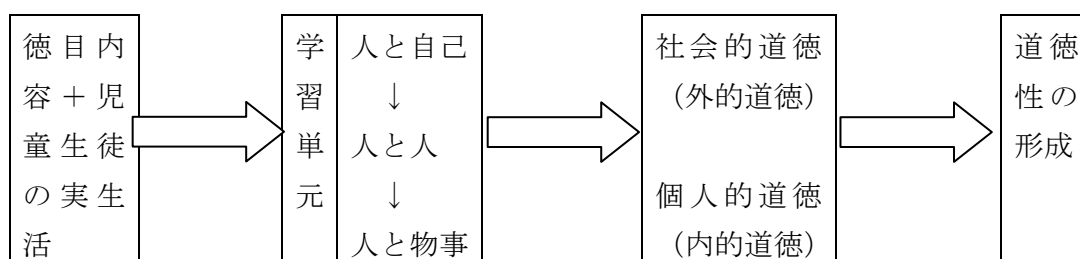 徳目内
容＋児
童生徒
の実生
活
学
習
単
元
人と自己
↓
人と人
↓
人と物事
社会的道徳
（外的道徳）
個人的道徳
（内的道徳）
道徳
性の
形成